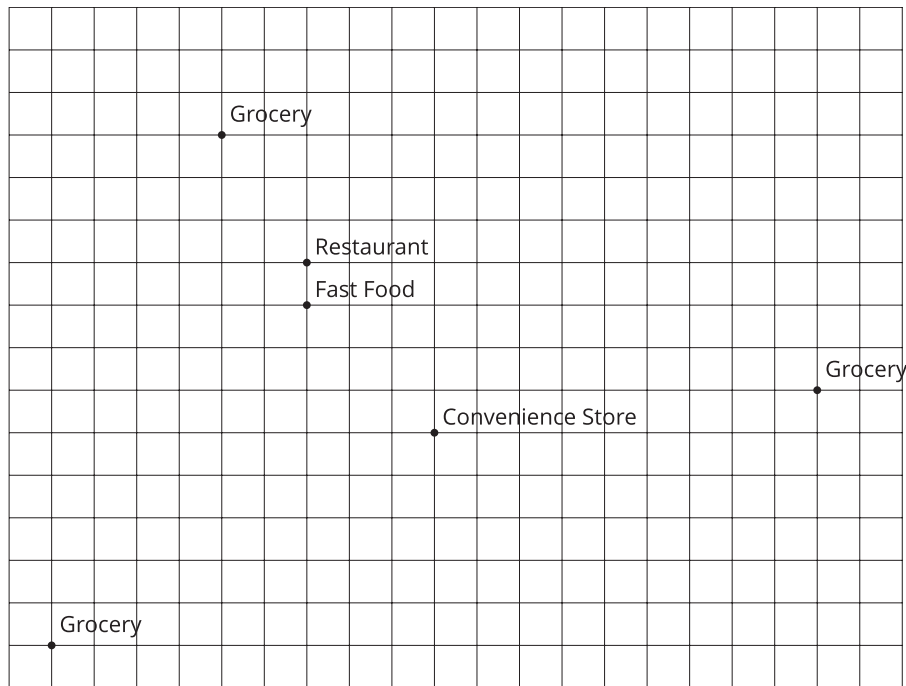 Grocery
Restaurant
Fast Food
Grocery
Convenience Store
Grocery